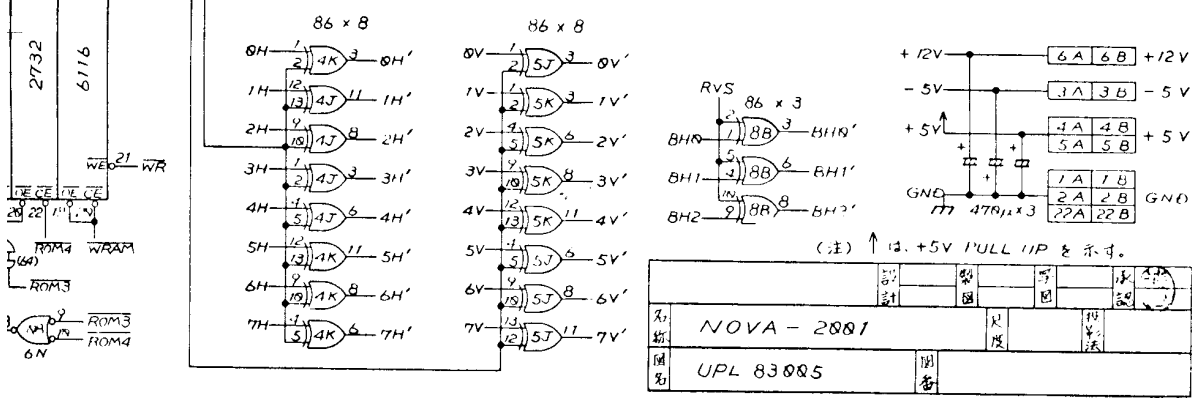 86 × 8
86 × 8
2732
6116
WE 21 WR
OE CE OE CE
20 22
ROM4 WRAM
(64)
ROM3
9 ROM3
10 ROM4
6N
0H 1 2 4K 3 0H'
1H 12 13 4J 11 1H'
2H 9 10 4J 8 2H'
3H 1 2 4J 3 3H'
4H 4 5 4J 6 4H'
5H 12 13 4K 11 5H'
6H 9 10 4K 8 6H'
7H 4 5 4K 6 7H'
0V 1 2 5J 3 0V'
1V 1 2 5K 3 1V'
2V 4 5 5K 6 2V'
3V 9 10 5K 8 3V'
4V 12 13 5K 11 4V'
5V 4 5 5J 6 5V'
6V 9 10 5J 8 6V'
7V 13 12 5J 11 7V'
RVS
86 × 3
BH0 2 1 8B 3 BH0'
BH1 5 4 8B 6 BH1'
BH2 10 9 8B 8 BH2'
+12V 6A 6B +12V
-5V 3A 3B -5V
+5V 4A 4B +5V
5A 5B
1A 1B
GND 2A 2B GND
22A 22B
470μ×3
(注) ↑ は、+5V PULL UP を示す。
設計 製図 写図 承認
名称 NOVA - 2001 尺度 投影法
図名 UPL 83005 図番